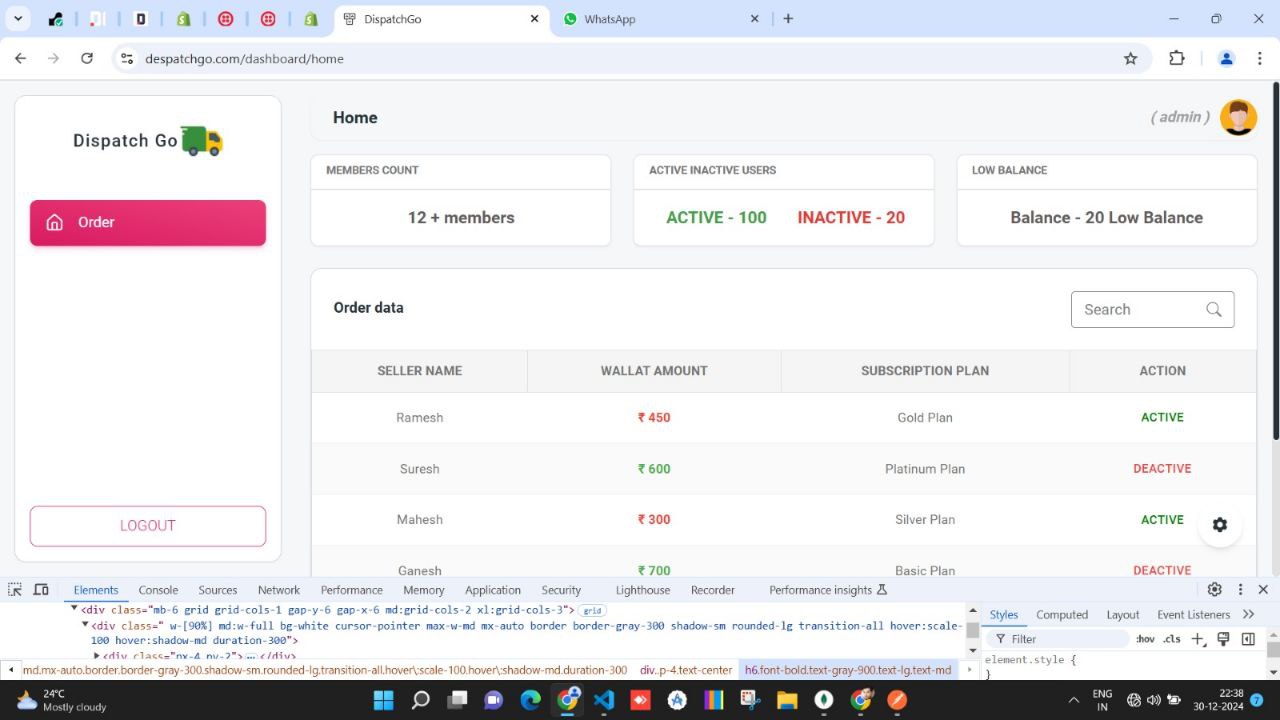 DispatchGo
WhatsApp
despatchgo.com/dashboard/home
Dispatch Go
Home
( admin )
MEMBERS COUNT
ACTIVE INACTIVE USERS
LOW BALANCE
12 + members
ACTIVE - 100 INACTIVE - 20
Balance - 20 Low Balance
Order
Order data
Search
SELLER NAME WALLAT AMOUNT SUBSCRIPTION PLAN ACTION
Ramesh ₹ 450 Gold Plan ACTIVE
Suresh ₹ 600 Platinum Plan DEACTIVE
Mahesh ₹ 300 Silver Plan ACTIVE
Ganesh ₹ 700 Basic Plan DEACTIVE
LOGOUT
Elements Console Sources Network Performance Memory Application Security Lighthouse Recorder Performance insights
<div class="mb-6 grid grid-cols-1 gap-y-6 gap-x-6 md:grid-cols-2 xl:grid-cols-3"> grid
<div class=" w-[90%] md:w-full bg-white cursor-pointer max-w-md mx-auto border border-gray-300 shadow-sm rounded-lg transition-all hover:scale-
100 hover:shadow-md duration-300">
<div class="px-4 py-2">…</div>
md.mx-auto.border.border-gray-300.shadow-sm.rounded-lg.transition-all.hover\:scale-100.hover\:shadow-md.duration-300 div..p-4.text-center h6.font-bold.text-gray-900.text-lg.text-md
Styles Computed Layout Event Listeners
Filter :hov .cls
element.style {
}
24°C
Mostly cloudy
ENG
IN
22:38
30-12-2024
7